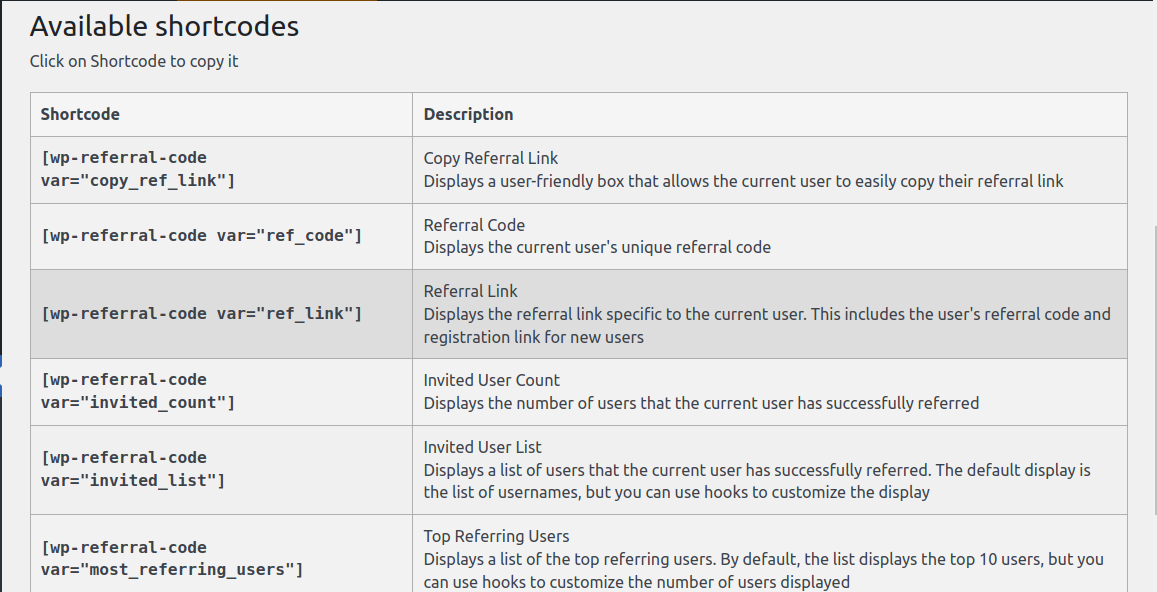 Available shortcodes
Click on Shortcode to copy it
Shortcode
Description
[wp-referral-code
var="copy_ref_link"]
Copy Referral Link
Displays a user-friendly box that allows the current user to easily copy their referral link
[wp-referral-code var="ref_code"]
Referral Code
Displays the current user's unique referral code
[wp-referral-code var="ref_link"]
Referral Link
Displays the referral link specific to the current user. This includes the user's referral code and
registration link for new users
[wp-referral-code
var="invited_count"]
Invited User Count
Displays the number of users that the current user has successfully referred
[wp-referral-code
var="invited_list"]
Invited User List
Displays a list of users that the current user has successfully referred. The default display is
the list of usernames, but you can use hooks to customize the display
[wp-referral-code
var="most_referring_users"]
Top Referring Users
Displays a list of the top referring users. By default, the list displays the top 10 users, but you
can use hooks to customize the number of users displayed